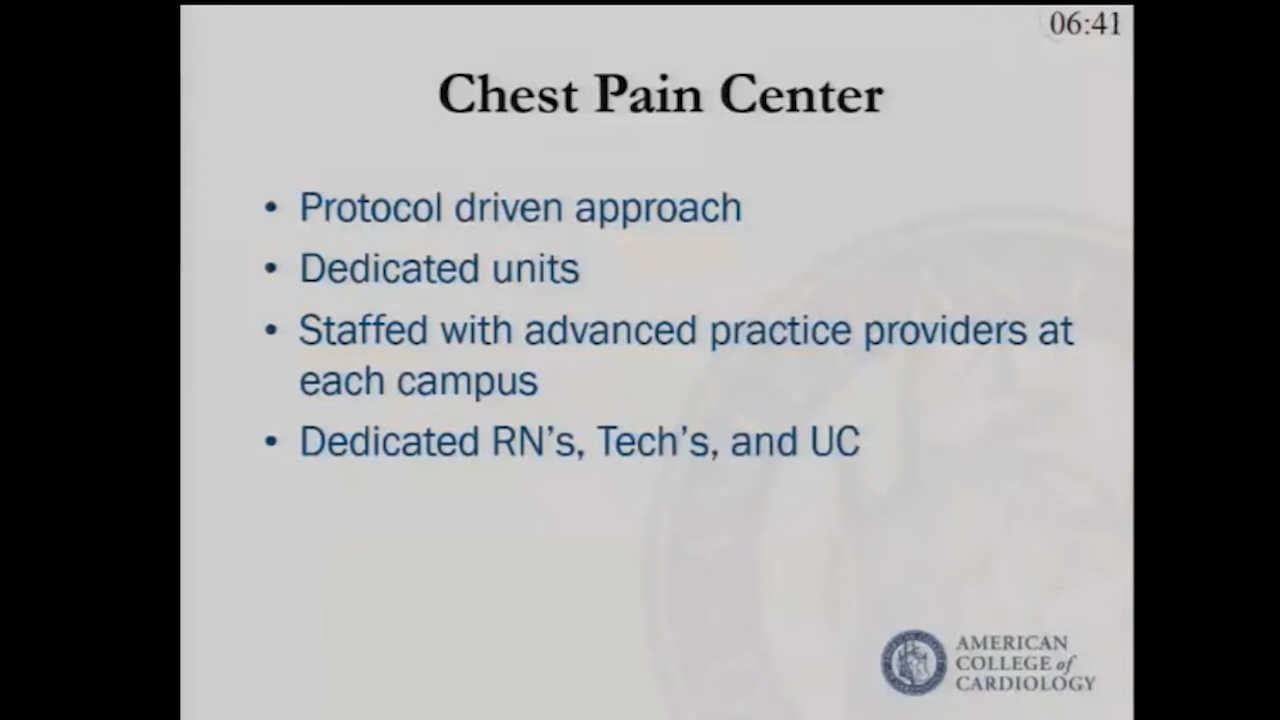 06:41
Chest Pain Center
• Protocol driven approach
• Dedicated units
• Staffed with advanced practice providers at
each campus
• Dedicated RN's, Tech's, and UC
AMERICAN
COLLEGE of
CARDIOLOGY